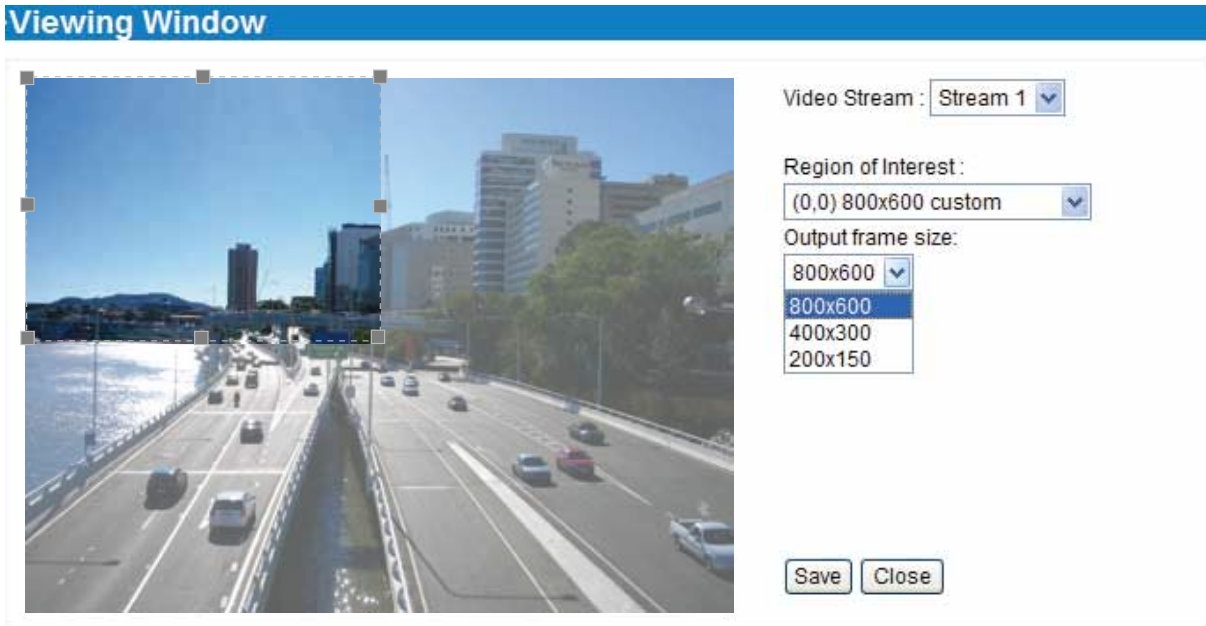 Viewing Window
Video Stream : Stream 1
Region of Interest :
(0,0) 800x600 custom
Output frame size:
800x600
800x600
400x300
200x150
Save Close